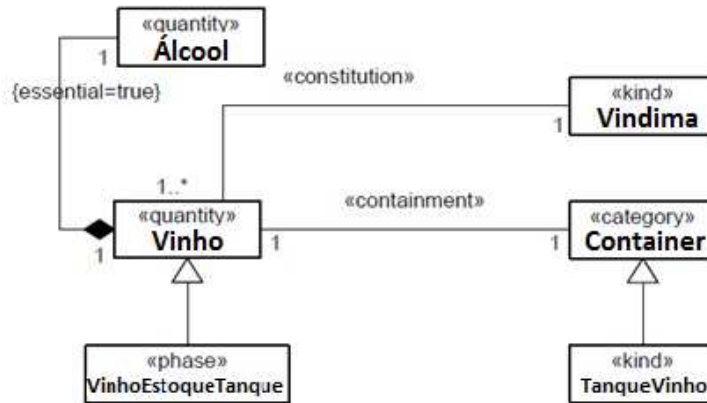 «quantity»
Álcool
1
{essential=true}
«constitution»
«kind»
Vindima
1
1..*
«quantity»
Vinho
1
1
«containment»
1
«category»
Container
«phase»
VinhoEstoqueTanque
«kind»
TanqueVinho